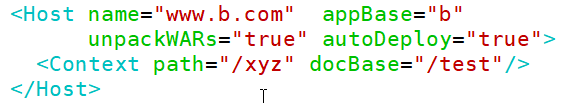 <Host name="www.b.com"  appBase="b"
      unpackWARs="true" autoDeploy="true">
  <Context path="/xyz" docBase="/test"/>
</Host>